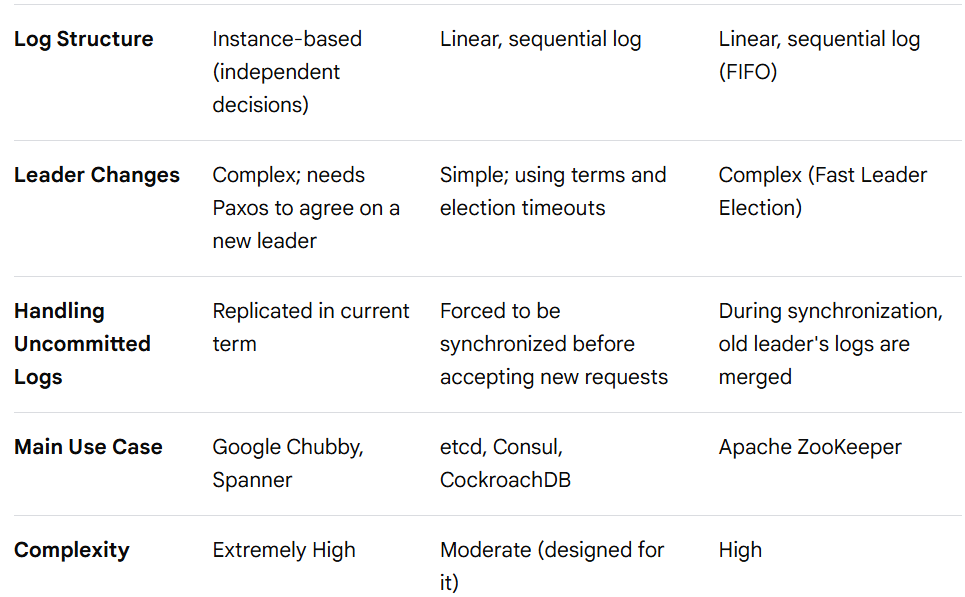 Log Structure
Instance-based
(independent
decisions)
Linear, sequential log
Linear, sequential log
(FIFO)
Leader Changes
Complex; needs
Paxos to agree on a
new leader
Simple; using terms and
election timeouts
Complex (Fast Leader
Election)
Handling
Uncommitted
Logs
Replicated in current
term
Forced to be
synchronized before
accepting new requests
During synchronization,
old leader's logs are
merged
Main Use Case
Google Chubby,
Spanner
etcd, Consul,
CockroachDB
Apache ZooKeeper
Complexity
Extremely High
Moderate (designed for
it)
High